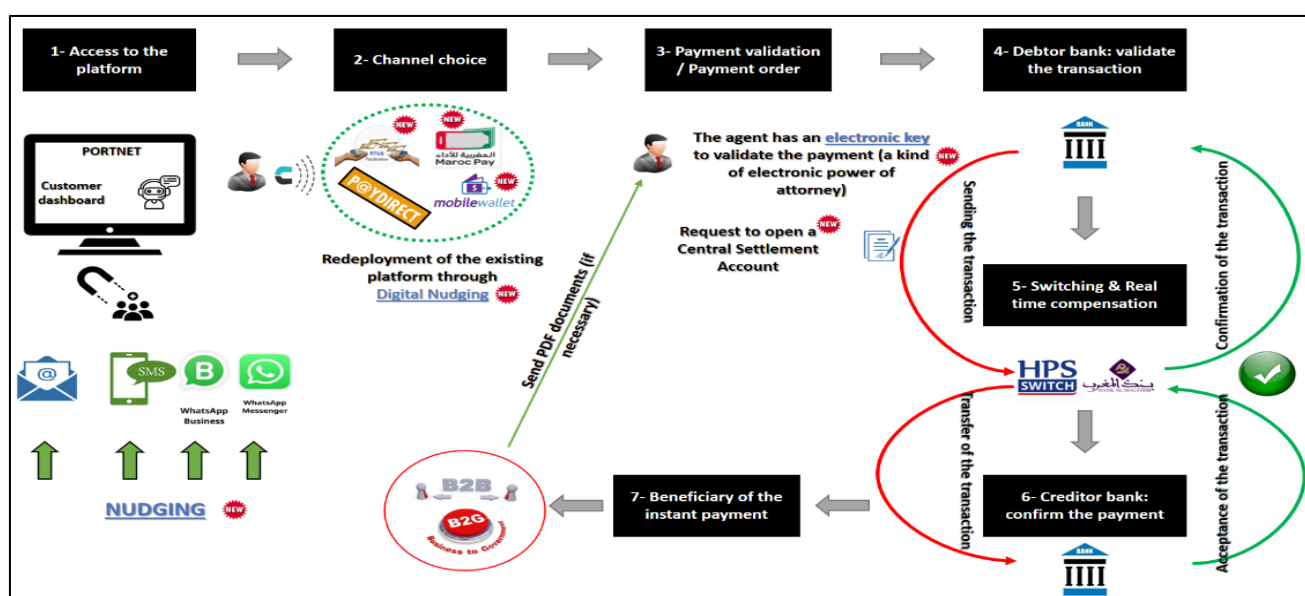 1- Access to the
platform
2- Channel choice
3- Payment validation
/ Payment order
4- Debtor bank: validate
the transaction
PORTNET
Customer
dashboard
NEW
NEW
المغربية للأداء
Maroc Pay
P@YDIRECT
NEW
mobilewallet
Redeployment of the existing
platform through
Digital Nudging NEW
The agent has an electronic key
to validate the payment (a kind NEW
of electronic power of
attorney)
Request to open a NEW
Central Settlement
Account
BANK
Sending the transaction
Confirmation of the transaction
5- Switching & Real
time compensation
HPS
SWITCH
بنك المغرب
BANK AL-MAGHRIB
Transfer of the transaction
Acceptance of the transaction
6- Creditor bank:
confirm the payment
BANK
7- Beneficiary of the
instant payment
B2B
B2G
Business to Government
Send PDF documents (if
necessary)
@
SMS
B
WhatsApp
Business
WhatsApp
Messenger
NUDGING NEW